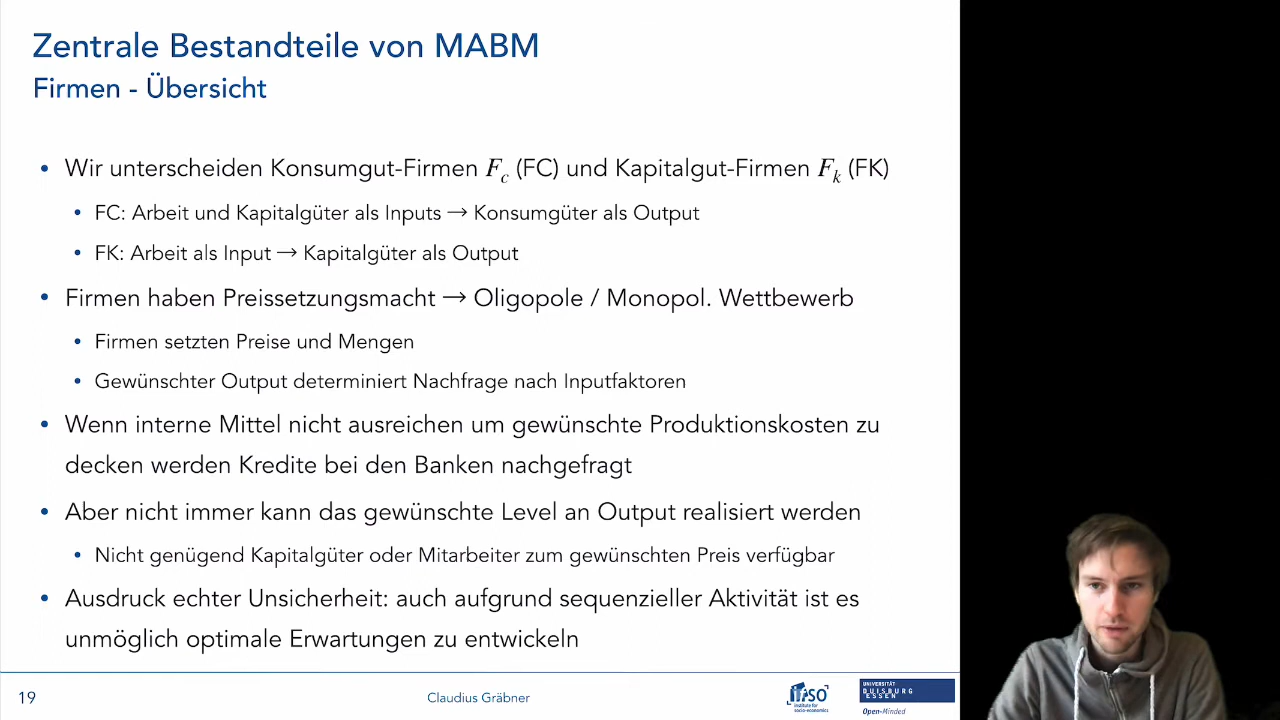 Zentrale Bestandteile von MABM
Firmen - Übersicht
• Wir unterscheiden Konsumgut-Firmen F_c (FC) und Kapitalgut-Firmen F_k (FK)
• FC: Arbeit und Kapitalgüter als Inputs → Konsumgüter als Output
• FK: Arbeit als Input → Kapitalgüter als Output
• Firmen haben Preissetzungsmacht → Oligopole / Monopol. Wettbewerb
• Firmen setzten Preise und Mengen
• Gewünschter Output determiniert Nachfrage nach Inputfaktoren
• Wenn interne Mittel nicht ausreichen um gewünschte Produktionskosten zu
decken werden Kredite bei den Banken nachgefragt
• Aber nicht immer kann das gewünschte Level an Output realisiert werden
• Nicht genügend Kapitalgüter oder Mitarbeiter zum gewünschten Preis verfügbar
• Ausdruck echter Unsicherheit: auch aufgrund sequenzieller Aktivität ist es
unmöglich optimale Erwartungen zu entwickeln
19
Claudius Gräbner
ifso
institute for
socio-economics
UNIVERSITÄT
DUISBURG
ESSEN
Open-Minded